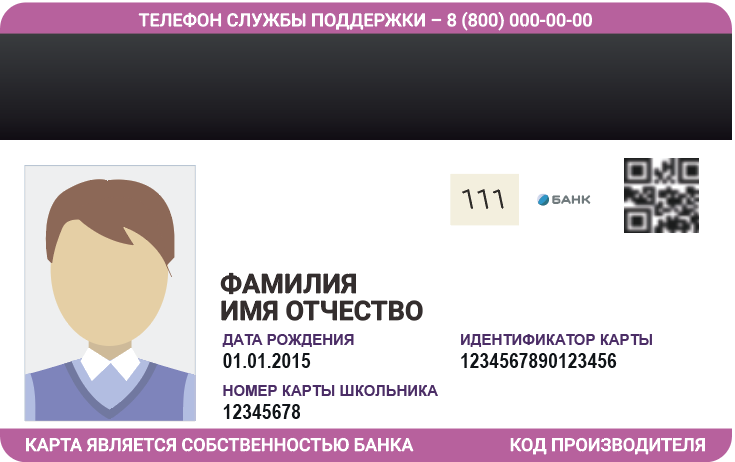 ТЕЛЕФОН СЛУЖБЫ ПОДДЕРЖКИ – 8 (800) 000-00-00
111
БАНК
ФАМИЛИЯ
ИМЯ ОТЧЕСТВО
ДАТА РОЖДЕНИЯ
01.01.2015
ИДЕНТИФИКАТОР КАРТЫ
1234567890123456
НОМЕР КАРТЫ ШКОЛЬНИКА
12345678
КАРТА ЯВЛЯЕТСЯ СОБСТВЕННОСТЬЮ БАНКА
КОД ПРОИЗВОДИТЕЛЯ